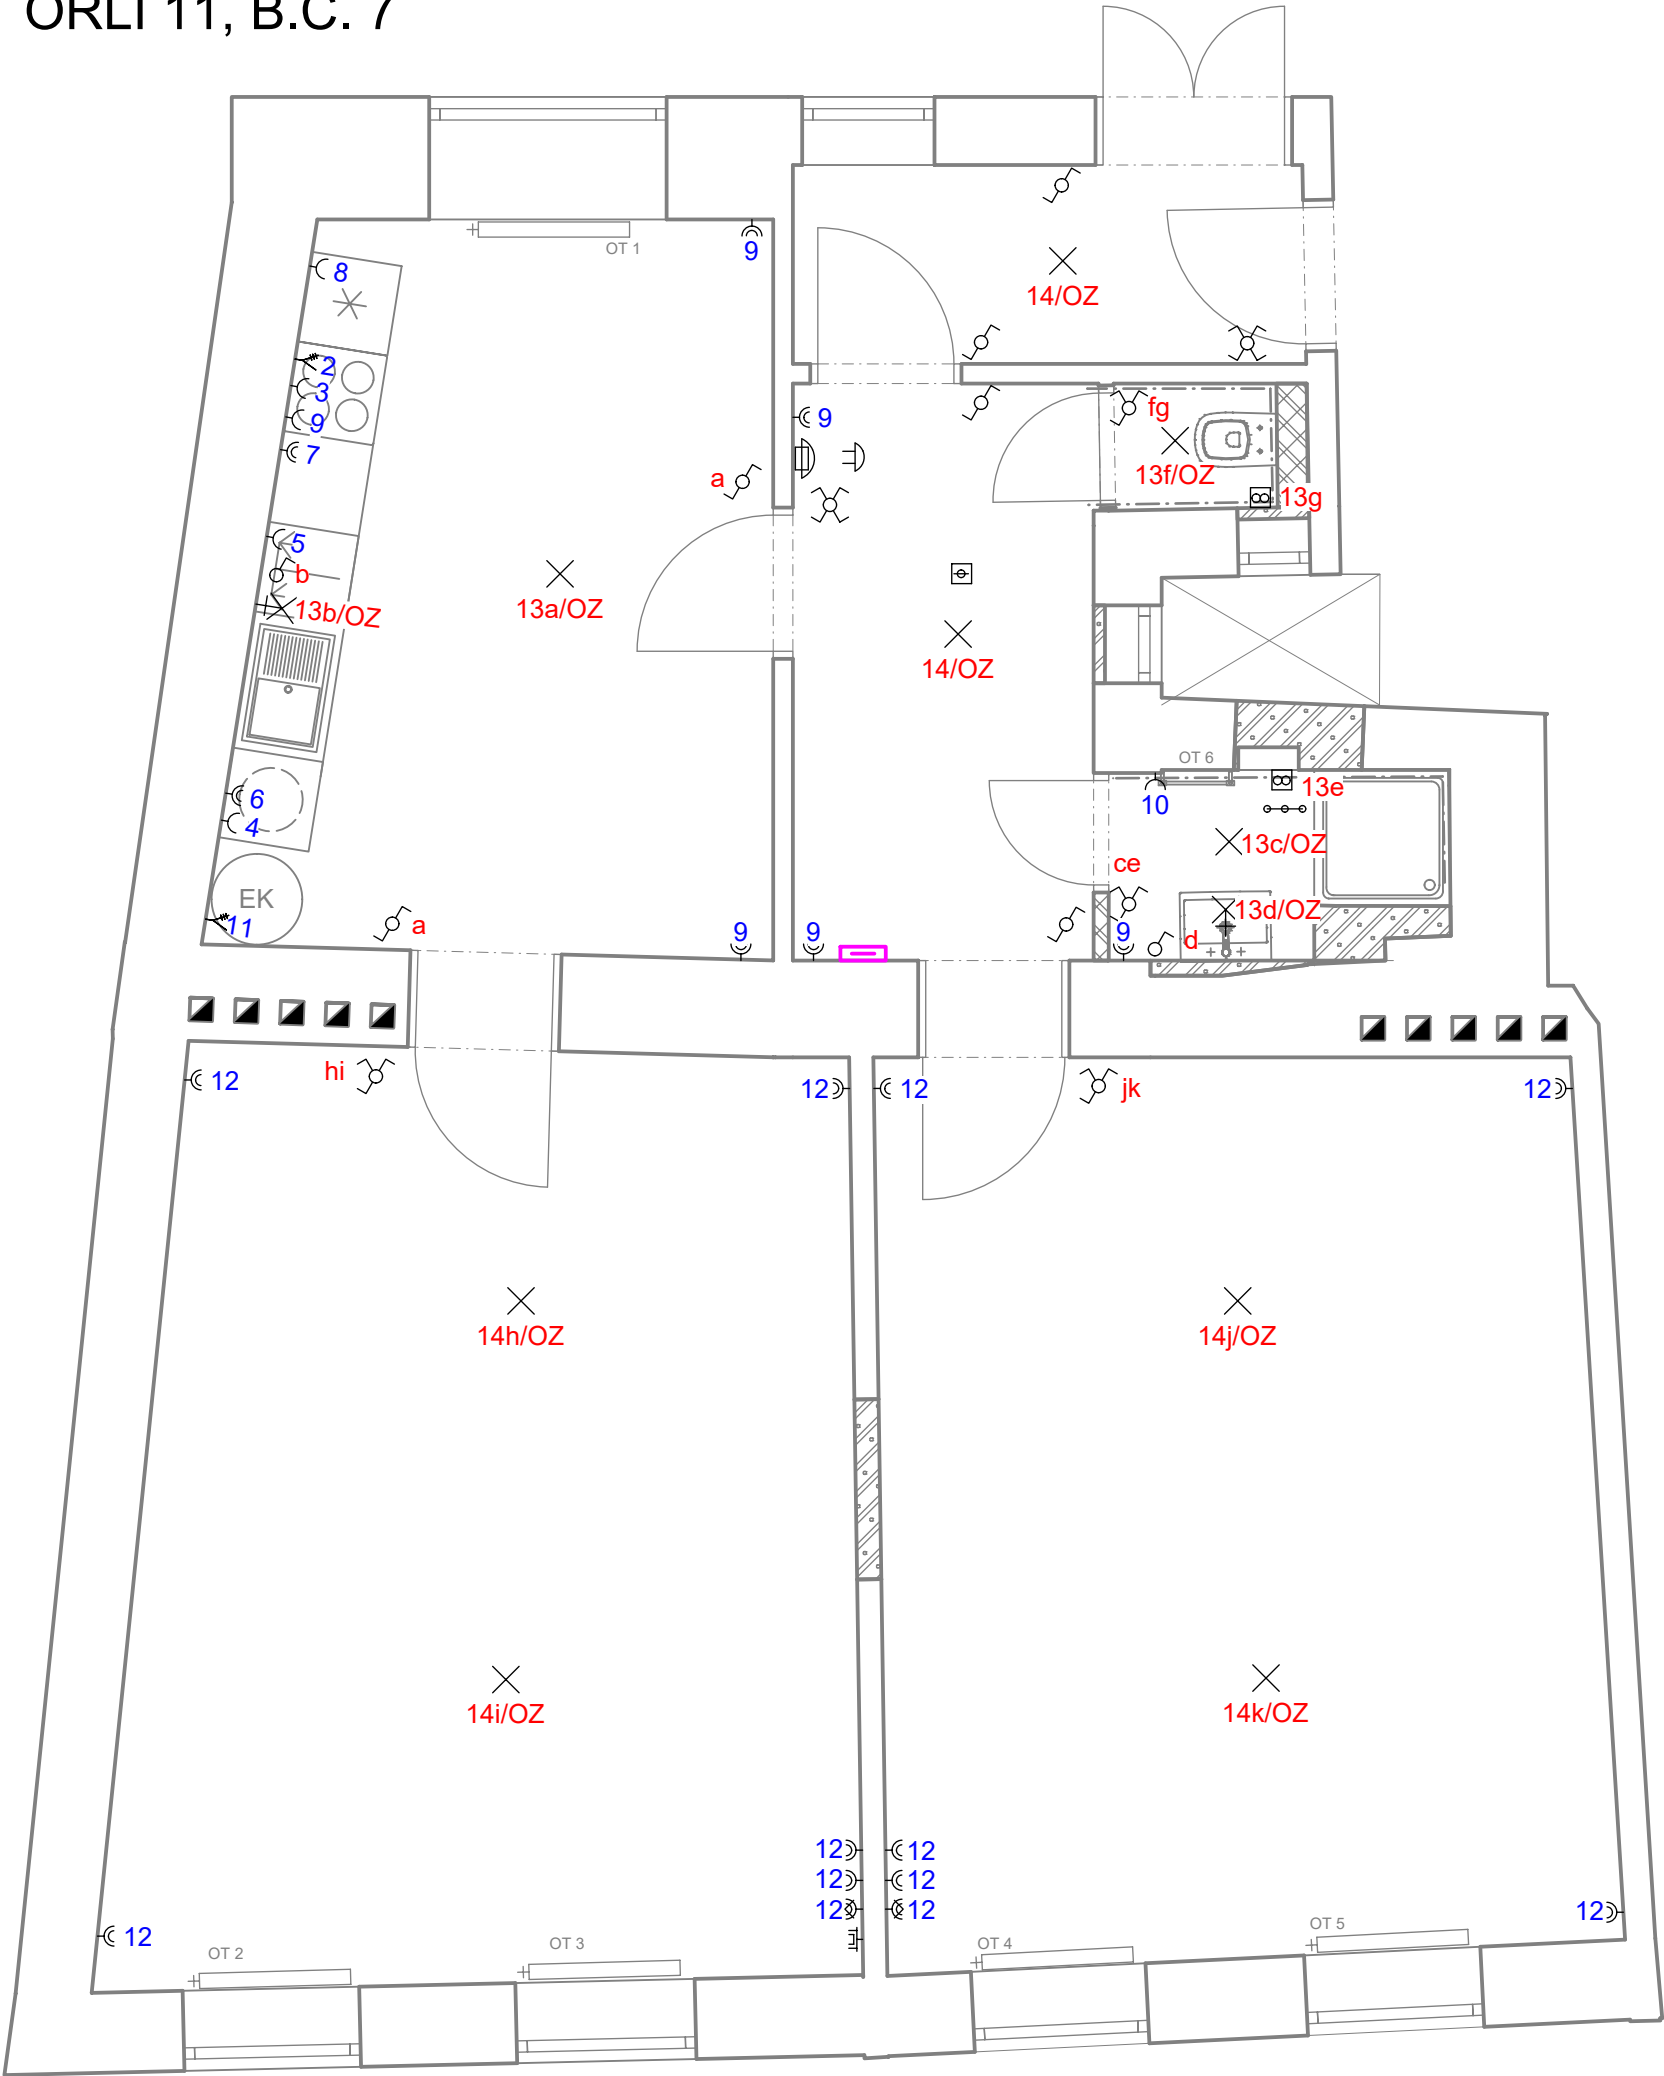 ORLÍ 11, B.C. 7
OT 1
9
8
14/OZ
2
3
9
7
9
fg
13f/OZ
a
13g
5
b
13b/OZ
13a/OZ
14/OZ
OT 6
13e
10
6
4
13c/OZ
ce
EK
11
a
9
9
9
13d/OZ
d
hi
12
12
12
jk
12
14h/OZ
14j/OZ
14i/OZ
14k/OZ
12
12
12
12
12
12
12
12
OT 2
OT 3
OT 4
OT 5